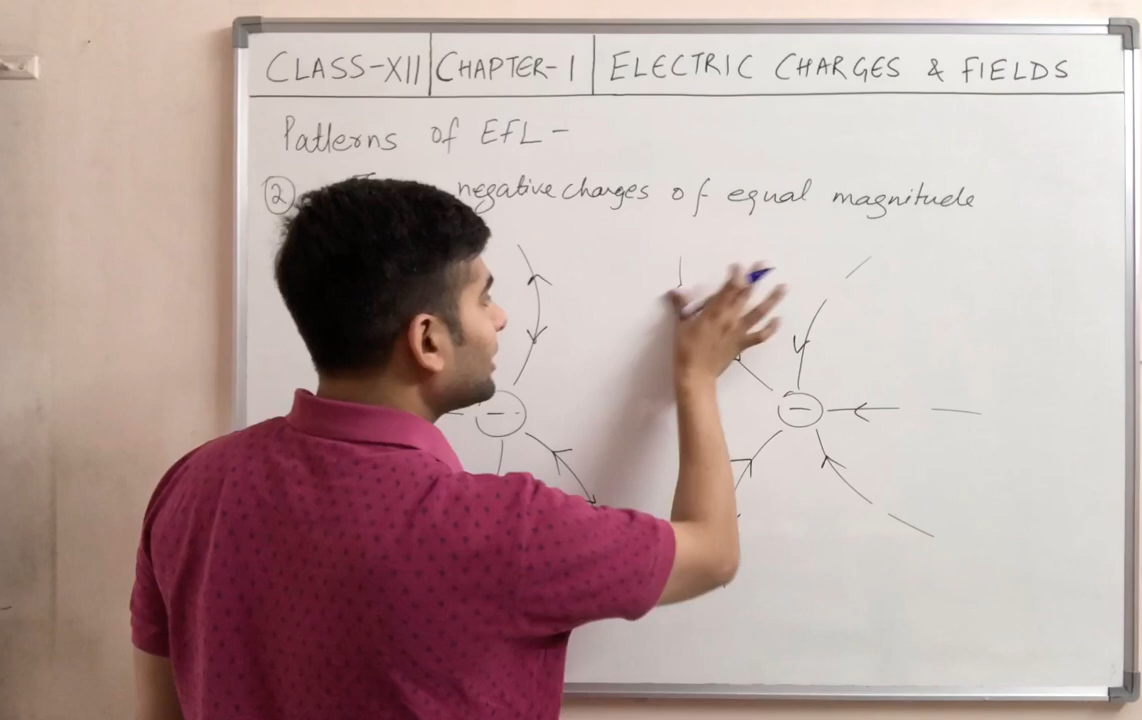 CLASS-XII CHAPTER-1 ELECTRIC CHARGES & FIELDS
Patterns of EFL -
② negative charges of equal magnitude
- -